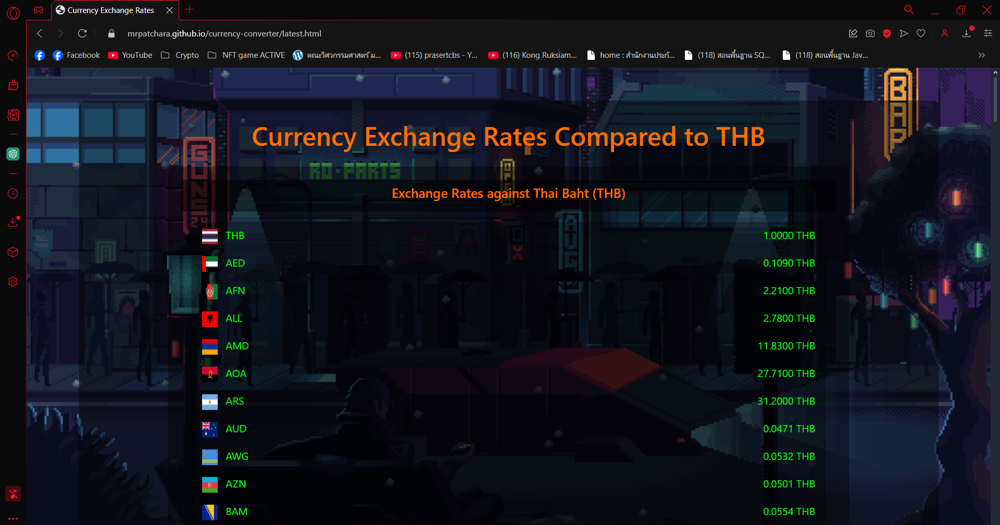 Currency Exchange Rates
mrpatchara.github.io/currency-converter/latest.html
Facebook YouTube Crypto NFT game ACTIVE คณะวิศวกรรมศาสตร์ ม... (115) prasertcbs - Y... (116) Kong Ruksiam... home : สำนักงานประกั... (118) สอนพื้นฐาน SQ... (118) สอนพื้นฐาน Jav...
BAP
Currency Exchange Rates Compared to THB
GUNS
24
RO·PARTS
OPEN
Exchange Rates against Thai Baht (THB)
AUG
THB 1.0000 THB
AED 0.1090 THB
AFN 2.2100 THB
ALL 2.7800 THB
AMD 11.8300 THB
AOA 27.7100 THB
ARS 31.2000 THB
AUD 0.0471 THB
AWG 0.0532 THB
AZN 0.0501 THB
BAM 0.0554 THB